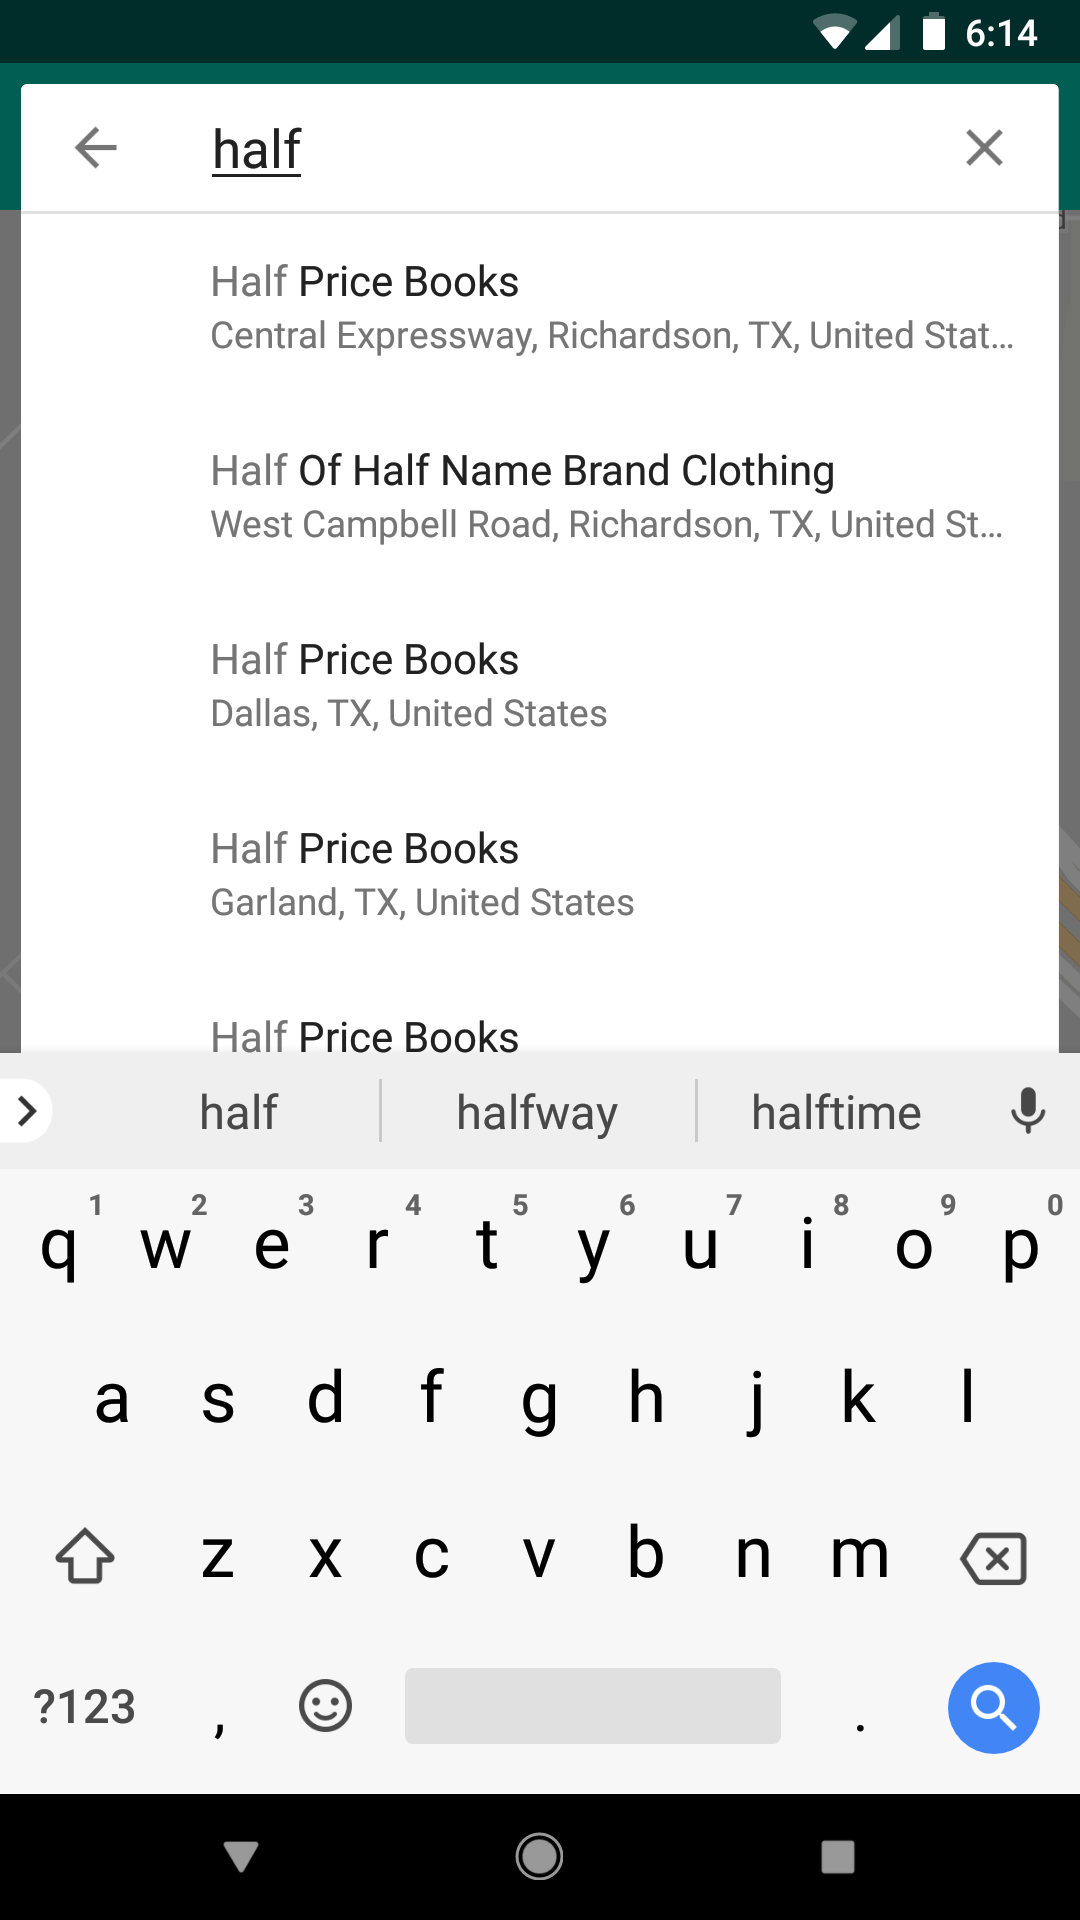 6:14
half
Half Price Books
Central Expressway, Richardson, TX, United Stat...
Half Of Half Name Brand Clothing
West Campbell Road, Richardson, TX, United St...
Half Price Books
Dallas, TX, United States
Half Price Books
Garland, TX, United States
Half Price Books
half halfway halftime
1 2 3 4 5 6 7 8 9 0
q w e r t y u i o p
a s d f g h j k l
z x c v b n m
?123 , .